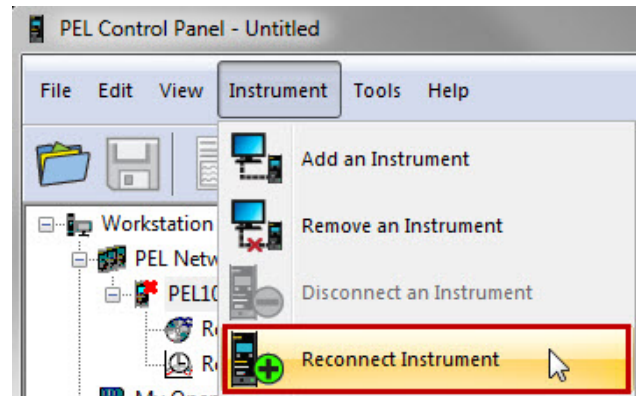 PEL Control Panel - Untitled
File Edit View Instrument Tools Help
Add an Instrument
Workstation
Remove an Instrument
PEL Netw
PEL10
Disconnect an Instrument
Reconnect Instrument